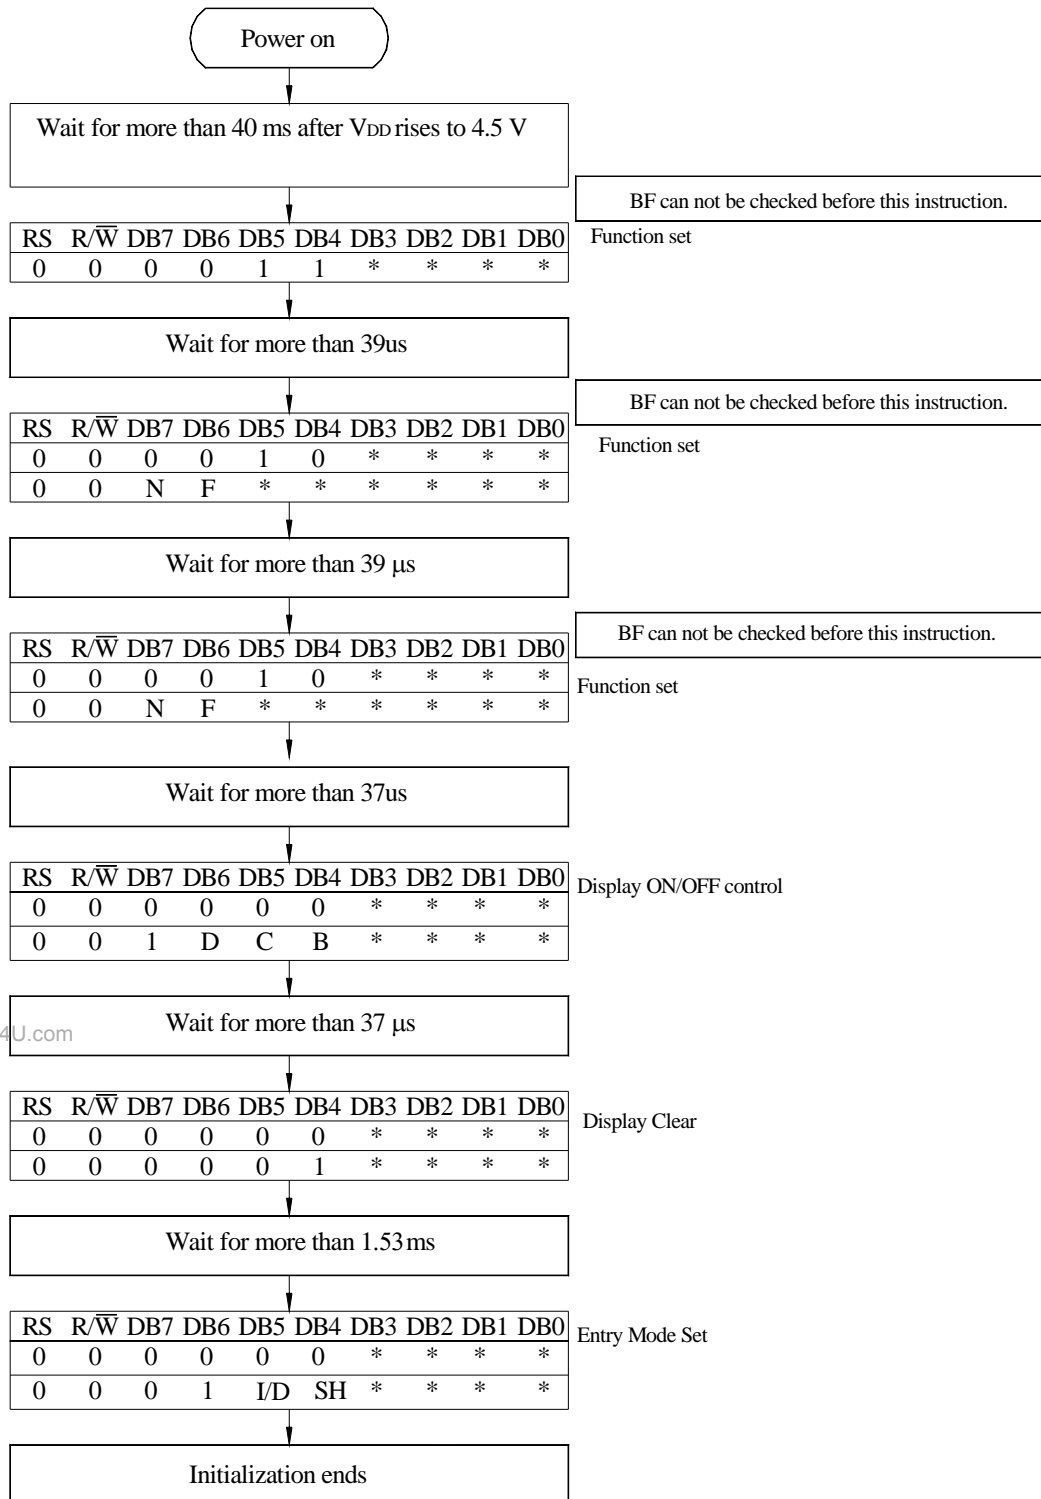 Power on
Wait for more than 40 ms after VDD rises to 4.5 V
BF can not be checked before this instruction.
RS R/W̅ DB7 DB6 DB5 DB4 DB3 DB2 DB1 DB0
Function set
0 0 0 0 1 1 * * * *
Wait for more than 39us
BF can not be checked before this instruction.
RS R/W̅ DB7 DB6 DB5 DB4 DB3 DB2 DB1 DB0
Function set
0 0 0 0 1 0 * * * *
0 0 N F * * * * * *
Wait for more than 39 μs
BF can not be checked before this instruction.
RS R/W̅ DB7 DB6 DB5 DB4 DB3 DB2 DB1 DB0
0 0 0 0 1 0 * * * *
Function set
0 0 N F * * * * * *
Wait for more than 37us
RS R/W̅ DB7 DB6 DB5 DB4 DB3 DB2 DB1 DB0
Display ON/OFF control
0 0 0 0 0 0 * * * *
0 0 1 D C B * * * *
Wait for more than 37 μs
4U.com
RS R/W̅ DB7 DB6 DB5 DB4 DB3 DB2 DB1 DB0
Display Clear
0 0 0 0 0 0 * * * *
0 0 0 0 0 1 * * * *
Wait for more than 1.53ms
RS R/W̅ DB7 DB6 DB5 DB4 DB3 DB2 DB1 DB0
Entry Mode Set
0 0 0 0 0 0 * * * *
0 0 0 1 I/D SH * * * *
Initialization ends